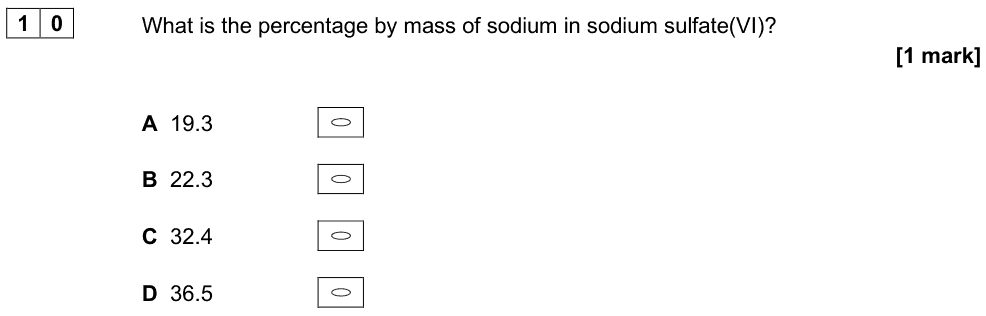 1 0 What is the percentage by mass of sodium in sodium sulfate(VI)?
[1 mark]
A 19.3
B 22.3
C 32.4
D 36.5